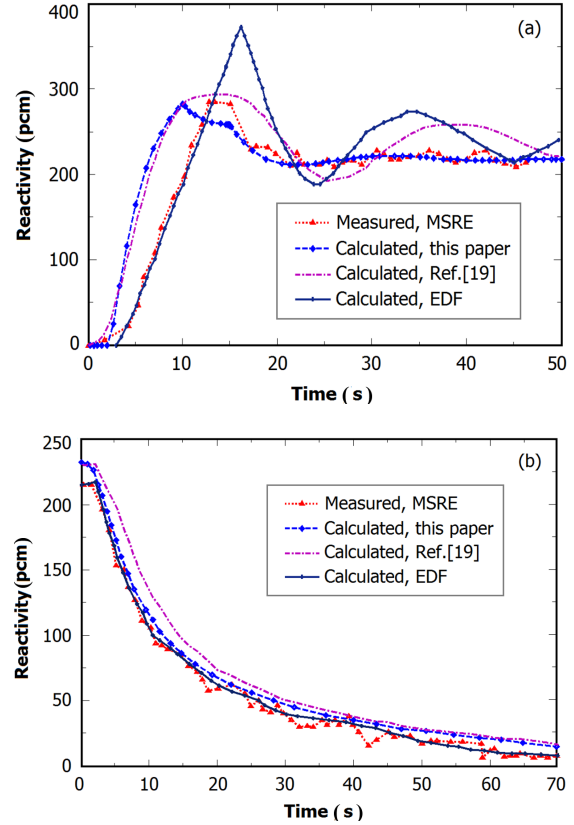 (a)
Reactivity (pcm)
400
300
200
100
0
Measured, MSRE
Calculated, this paper
Calculated, Ref.[19]
Calculated, EDF
0 10 20 30 40 50
Time ( s )
(b)
Reactivity (pcm)
250
200
150
100
50
0
Measured, MSRE
Calculated, this paper
Calculated, Ref.[19]
Calculated, EDF
0 10 20 30 40 50 60 70
Time ( s )